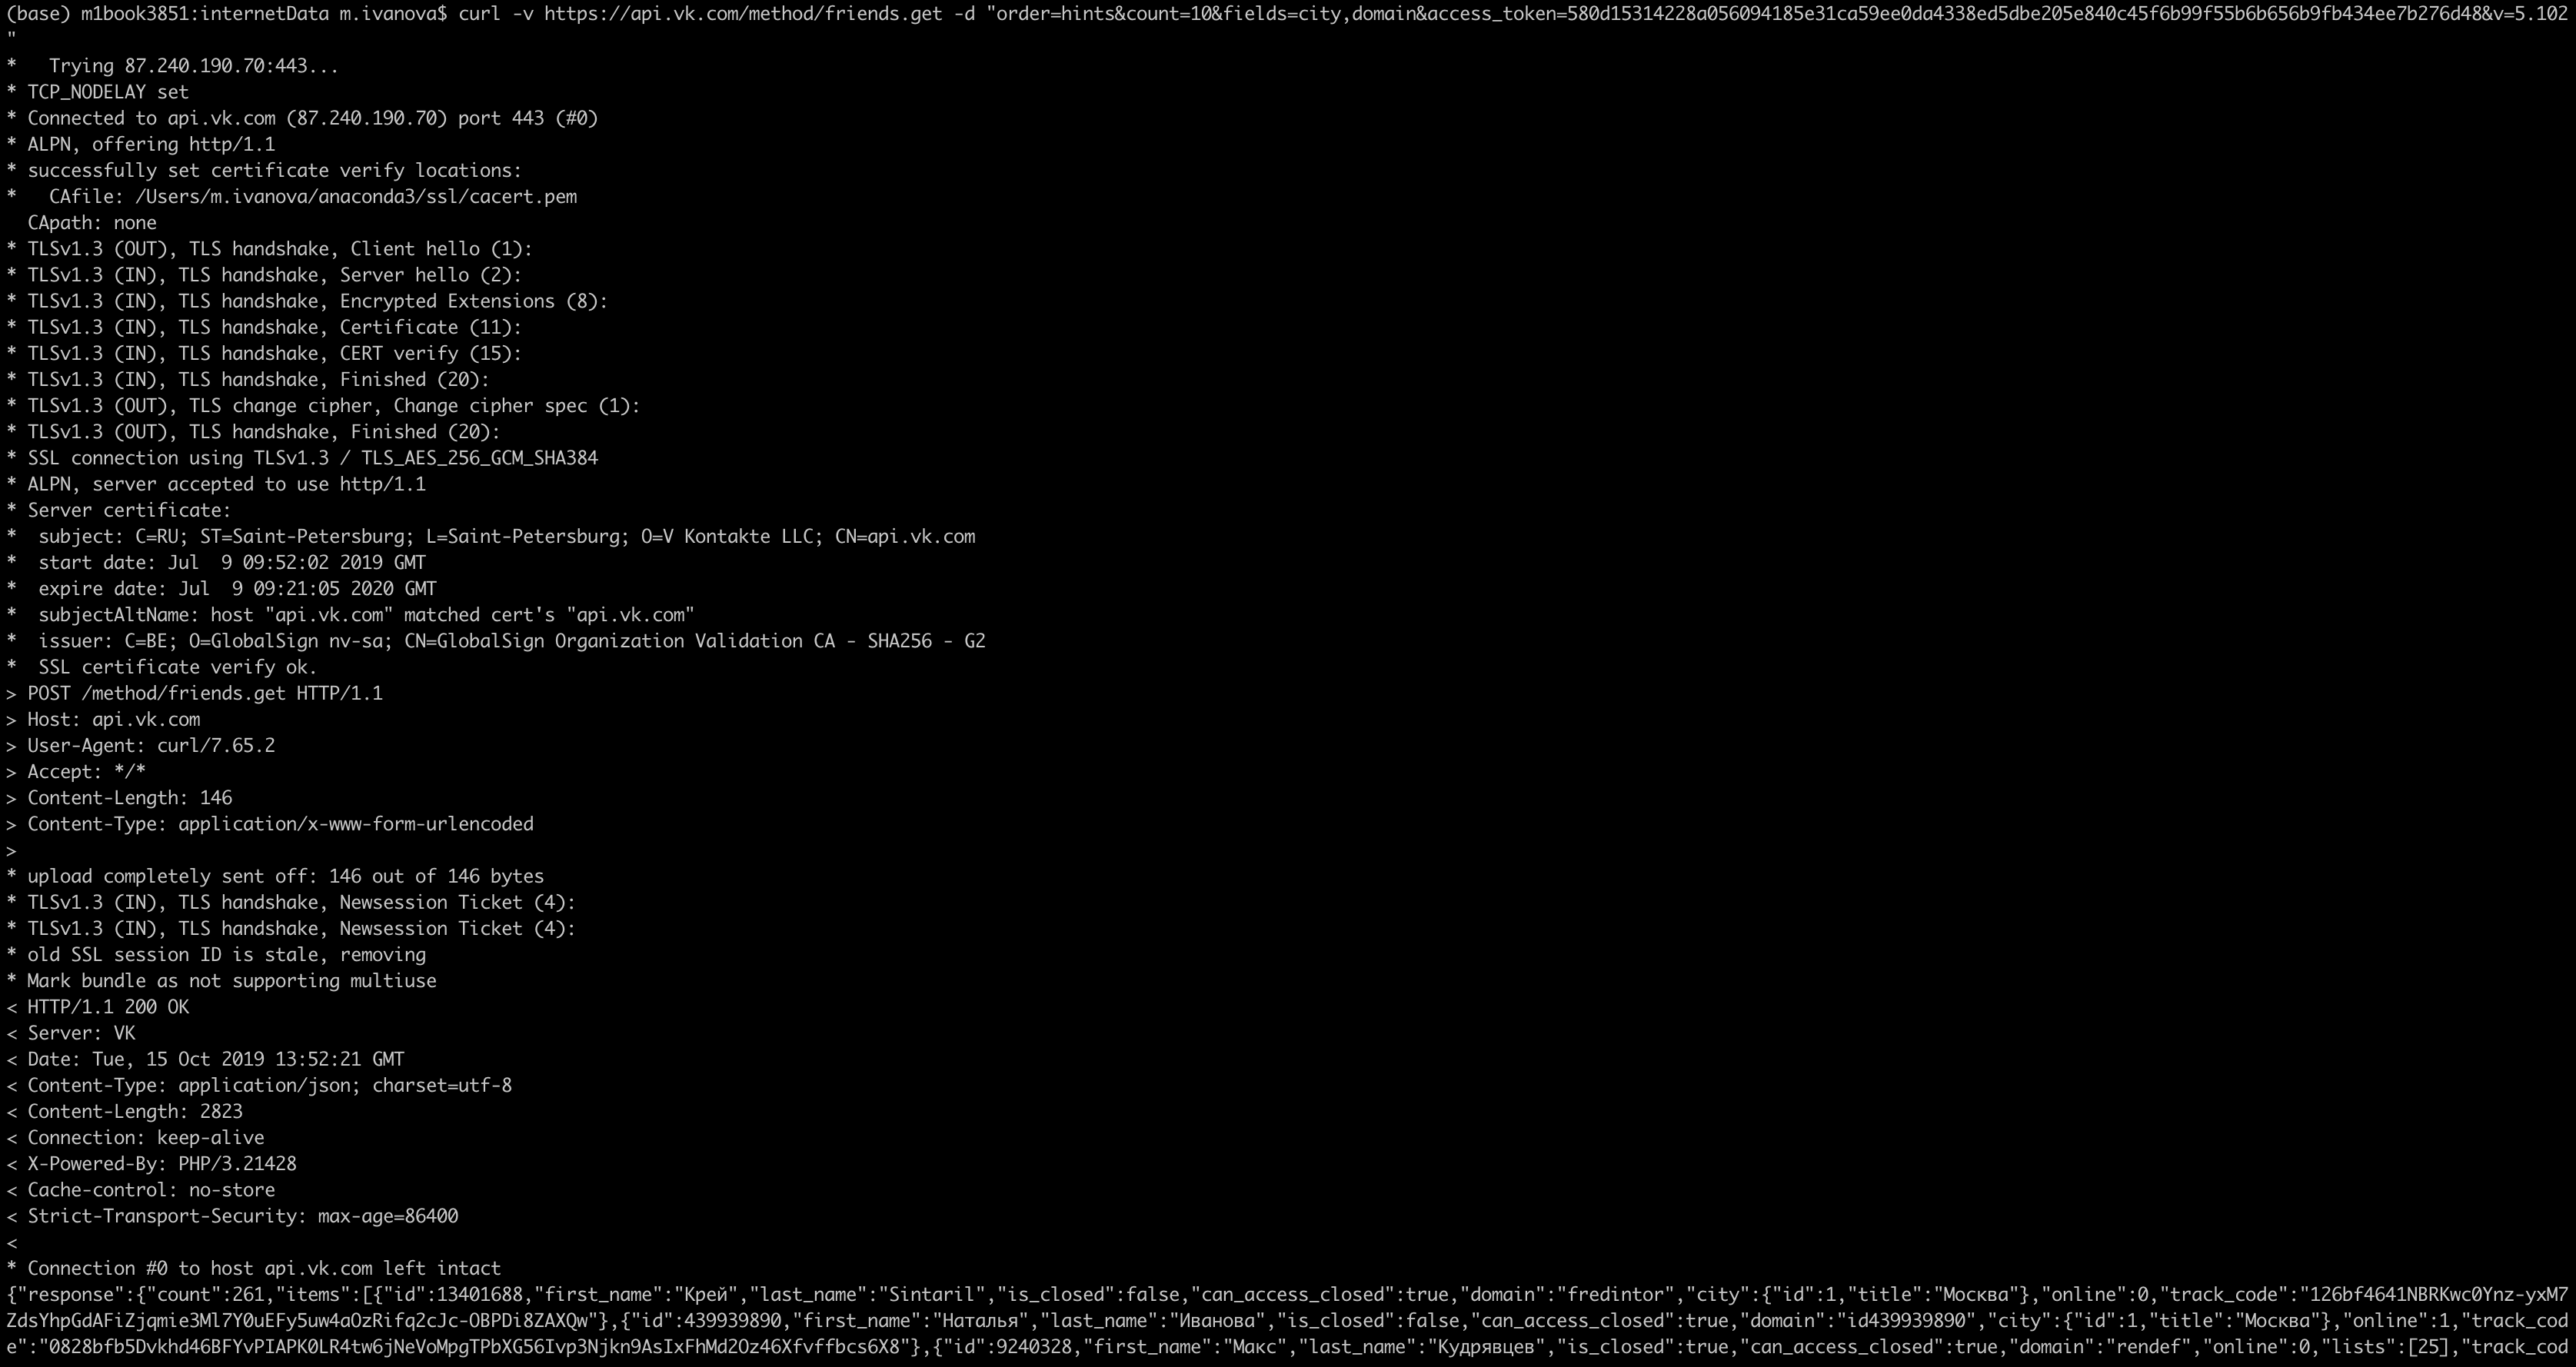 (base) m1book3851:internetData m.ivanova$ curl -v https://api.vk.com/method/friends.get -d "order=hints&count=10&fields=city,domain&access_token=580d15314228a056094185e31ca59ee0da4338ed5dbe205e840c45f6b99f55b6b656b9fb434ee7b276d48&v=5.102
"
*   Trying 87.240.190.70:443...
* TCP_NODELAY set
* Connected to api.vk.com (87.240.190.70) port 443 (#0)
* ALPN, offering http/1.1
* successfully set certificate verify locations:
*   CAfile: /Users/m.ivanova/anaconda3/ssl/cacert.pem
  CApath: none
* TLSv1.3 (OUT), TLS handshake, Client hello (1):
* TLSv1.3 (IN), TLS handshake, Server hello (2):
* TLSv1.3 (IN), TLS handshake, Encrypted Extensions (8):
* TLSv1.3 (IN), TLS handshake, Certificate (11):
* TLSv1.3 (IN), TLS handshake, CERT verify (15):
* TLSv1.3 (IN), TLS handshake, Finished (20):
* TLSv1.3 (OUT), TLS change cipher, Change cipher spec (1):
* TLSv1.3 (OUT), TLS handshake, Finished (20):
* SSL connection using TLSv1.3 / TLS_AES_256_GCM_SHA384
* ALPN, server accepted to use http/1.1
* Server certificate:
*  subject: C=RU; ST=Saint-Petersburg; L=Saint-Petersburg; O=V Kontakte LLC; CN=api.vk.com
*  start date: Jul  9 09:52:02 2019 GMT
*  expire date: Jul  9 09:21:05 2020 GMT
*  subjectAltName: host "api.vk.com" matched cert's "api.vk.com"
*  issuer: C=BE; O=GlobalSign nv-sa; CN=GlobalSign Organization Validation CA - SHA256 - G2
*  SSL certificate verify ok.
> POST /method/friends.get HTTP/1.1
> Host: api.vk.com
> User-Agent: curl/7.65.2
> Accept: */*
> Content-Length: 146
> Content-Type: application/x-www-form-urlencoded
>
* upload completely sent off: 146 out of 146 bytes
* TLSv1.3 (IN), TLS handshake, Newsession Ticket (4):
* TLSv1.3 (IN), TLS handshake, Newsession Ticket (4):
* old SSL session ID is stale, removing
* Mark bundle as not supporting multiuse
< HTTP/1.1 200 OK
< Server: VK
< Date: Tue, 15 Oct 2019 13:52:21 GMT
< Content-Type: application/json; charset=utf-8
< Content-Length: 2823
< Connection: keep-alive
< X-Powered-By: PHP/3.21428
< Cache-control: no-store
< Strict-Transport-Security: max-age=86400
<
* Connection #0 to host api.vk.com left intact
{"response":{"count":261,"items":[{"id":13401688,"first_name":"Крей","last_name":"Sintaril","is_closed":false,"can_access_closed":true,"domain":"fredintor","city":{"id":1,"title":"Москва"},"online":0,"track_code":"126bf4641NBRKwc0Ynz-yxM7
ZdsYhpGdAFiZjqmie3Ml7Y0uEFy5uw4aOzRifq2cJc-OBPDi8ZAXQw"},{"id":439939890,"first_name":"Наталья","last_name":"Иванова","is_closed":false,"can_access_closed":true,"domain":"id439939890","city":{"id":1,"title":"Москва"},"online":1,"track_cod
e":"0828bfb5Dvkhd46BFYvPIAPK0LR4tw6jNeVoMpgTPbXG56Ivp3Njkn9AsIxFhMd2Oz46Xfvffbcs6X8"},{"id":9240328,"first_name":"Макс","last_name":"Кудрявцев","is_closed":true,"can_access_closed":true,"domain":"rendef","online":0,"lists":[25],"track_cod